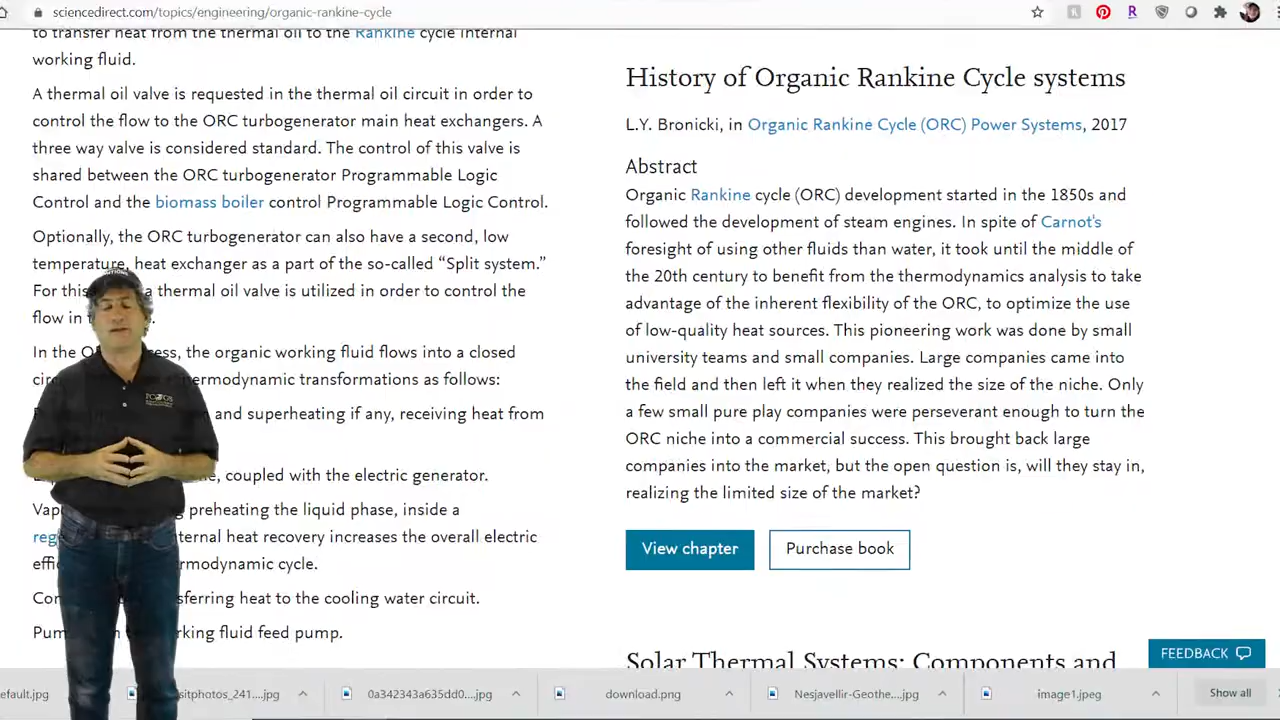 sciencedirect.com/topics/engineering/organic-rankine-cycle
to transfer heat from the thermal oil to the Rankine cycle internal
working fluid.
A thermal oil valve is requested in the thermal oil circuit in order to
control the flow to the ORC turbogenerator main heat exchangers. A
three way valve is considered standard. The control of this valve is
shared between the ORC turbogenerator Programmable Logic
Control and the biomass boiler control Programmable Logic Control.
Optionally, the ORC turbogenerator can also have a second, low
temperature, heat exchanger as a part of the so-called “Split system.”
For this a thermal oil valve is utilized in order to control the
flow in
In the the organic working fluid flows into a closed
transformations as follows:
and superheating if any, receiving heat from
coupled with the electric generator.
preheating the liquid phase, inside a
heat recovery increases the overall electric
cycle.
heat to the cooling water circuit.
fluid feed pump.
History of Organic Rankine Cycle systems
L.Y. Bronicki, in Organic Rankine Cycle (ORC) Power Systems, 2017
Abstract
Organic Rankine cycle (ORC) development started in the 1850s and
followed the development of steam engines. In spite of Carnot's
foresight of using other fluids than water, it took until the middle of
the 20th century to benefit from the thermodynamics analysis to take
advantage of the inherent flexibility of the ORC, to optimize the use
of low-quality heat sources. This pioneering work was done by small
university teams and small companies. Large companies came into
the field and then left it when they realized the size of the niche. Only
a few small pure play companies were perseverant enough to turn the
ORC niche into a commercial success. This brought back large
companies into the market, but the open question is, will they stay in,
realizing the limited size of the market?
View chapter
Purchase book
Solar Thermal Systems: Components and
FEEDBACK
efault.jpg
sitphotos_241....jpg
0a342343a635dd0....jpg
download.png
Nesjavellir-Geothe....jpg
image1.jpeg
Show all